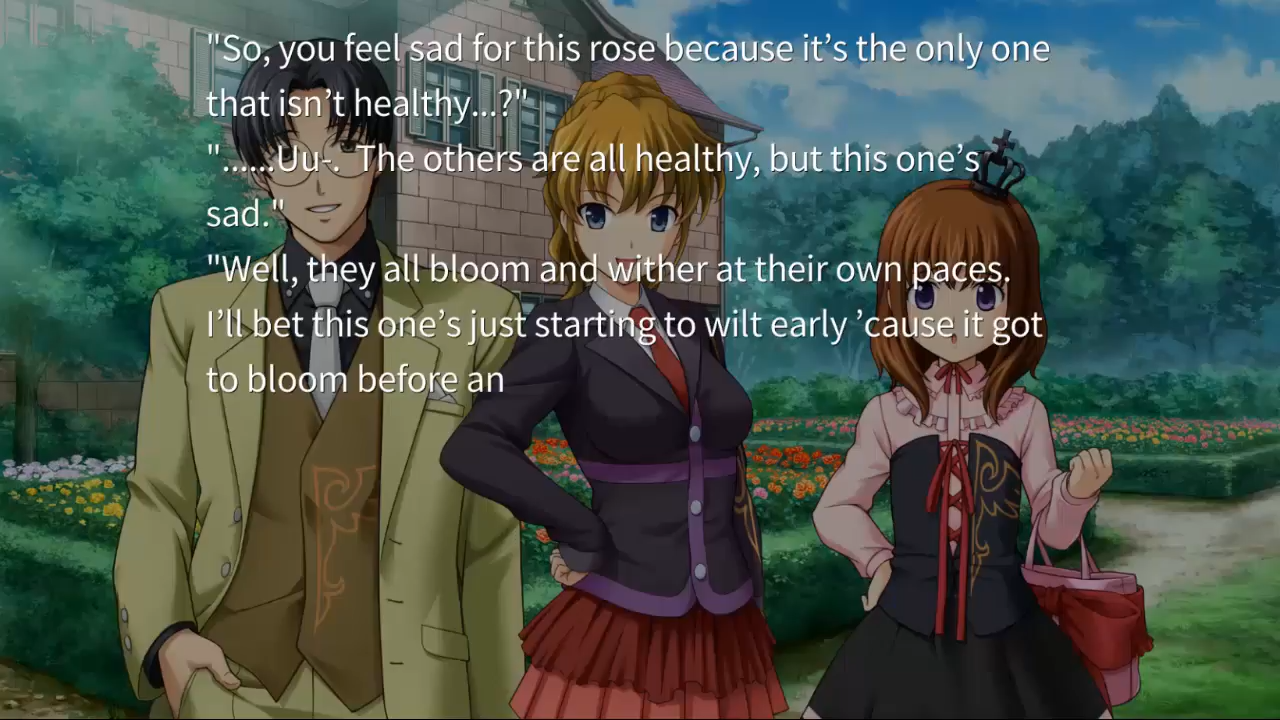 "So, you feel sad for this rose because it’s the only one
that isn’t healthy...?"
"......Uu-.  The others are all healthy, but this one’s
sad."
"Well, they all bloom and wither at their own paces.
I’ll bet this one’s just starting to wilt early ’cause it got
to bloom before an